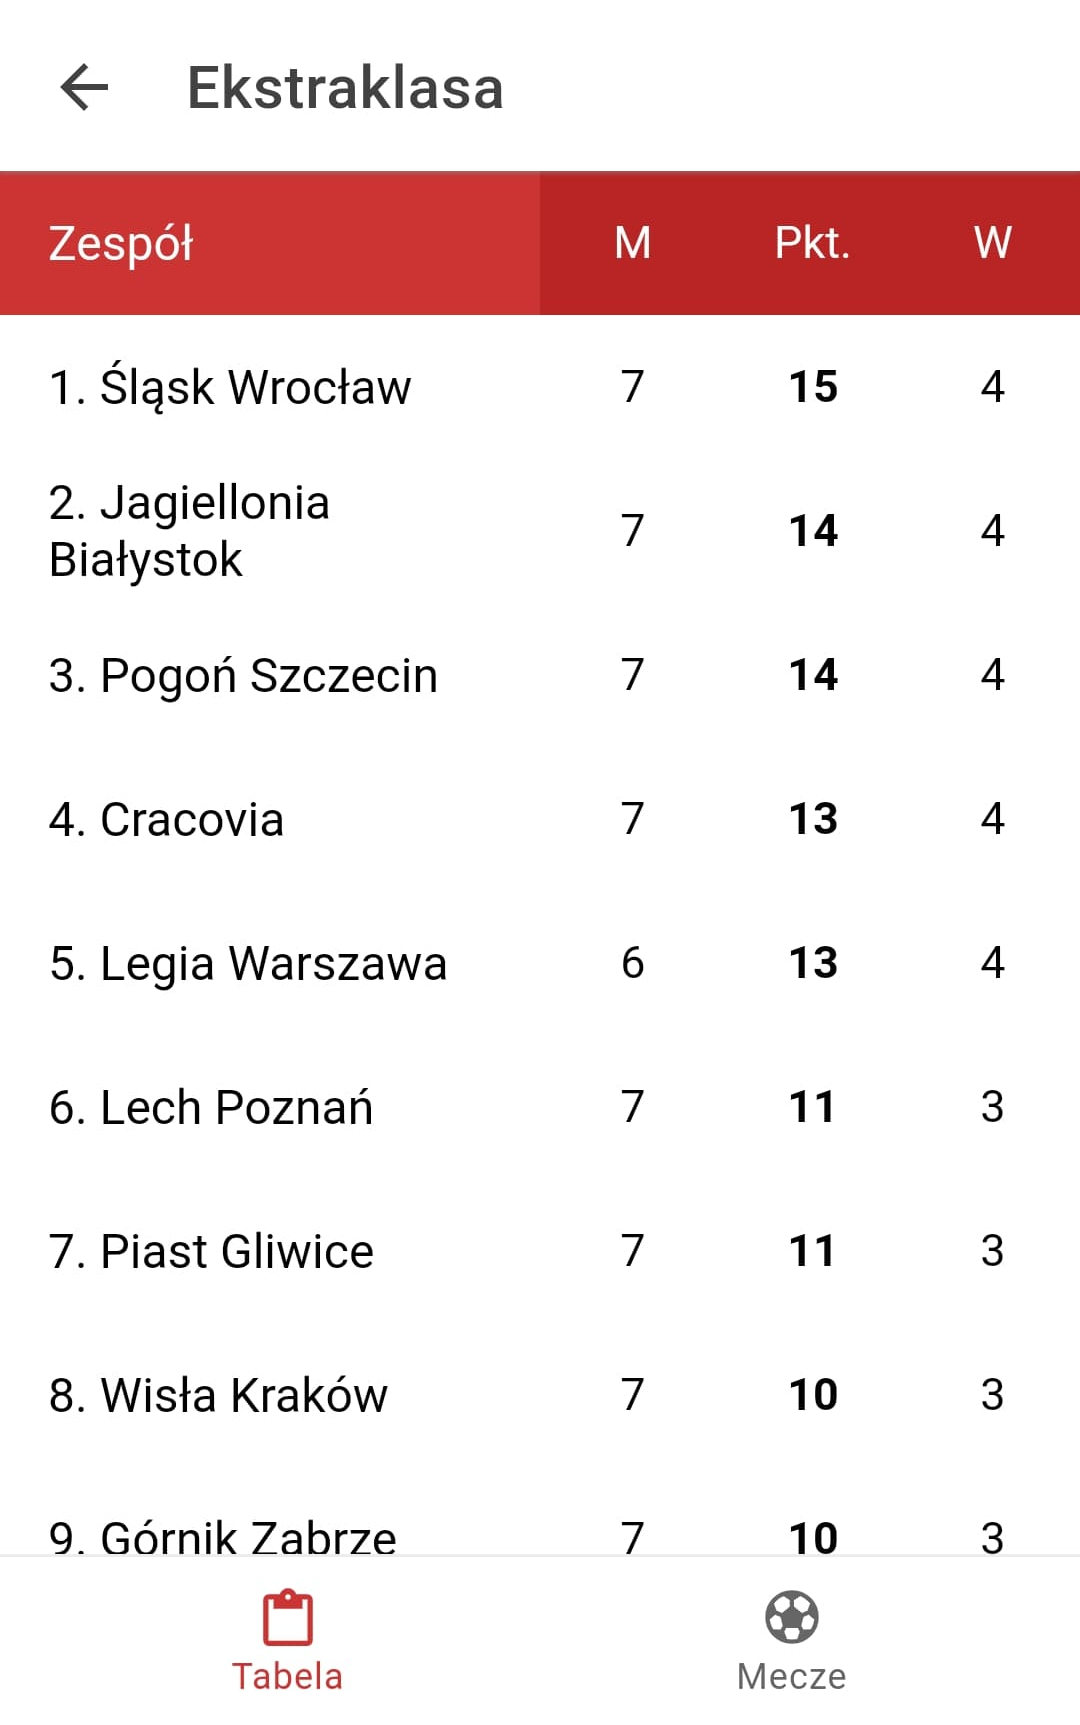 Ekstraklasa
Zespół M Pkt. W
1. Śląsk Wrocław 7 15 4
2. Jagiellonia
Białystok 7 14 4
3. Pogoń Szczecin 7 14 4
4. Cracovia 7 13 4
5. Legia Warszawa 6 13 4
6. Lech Poznań 7 11 3
7. Piast Gliwice 7 11 3
8. Wisła Kraków 7 10 3
9. Górnik Zabrze 7 10 3
Tabela Mecze